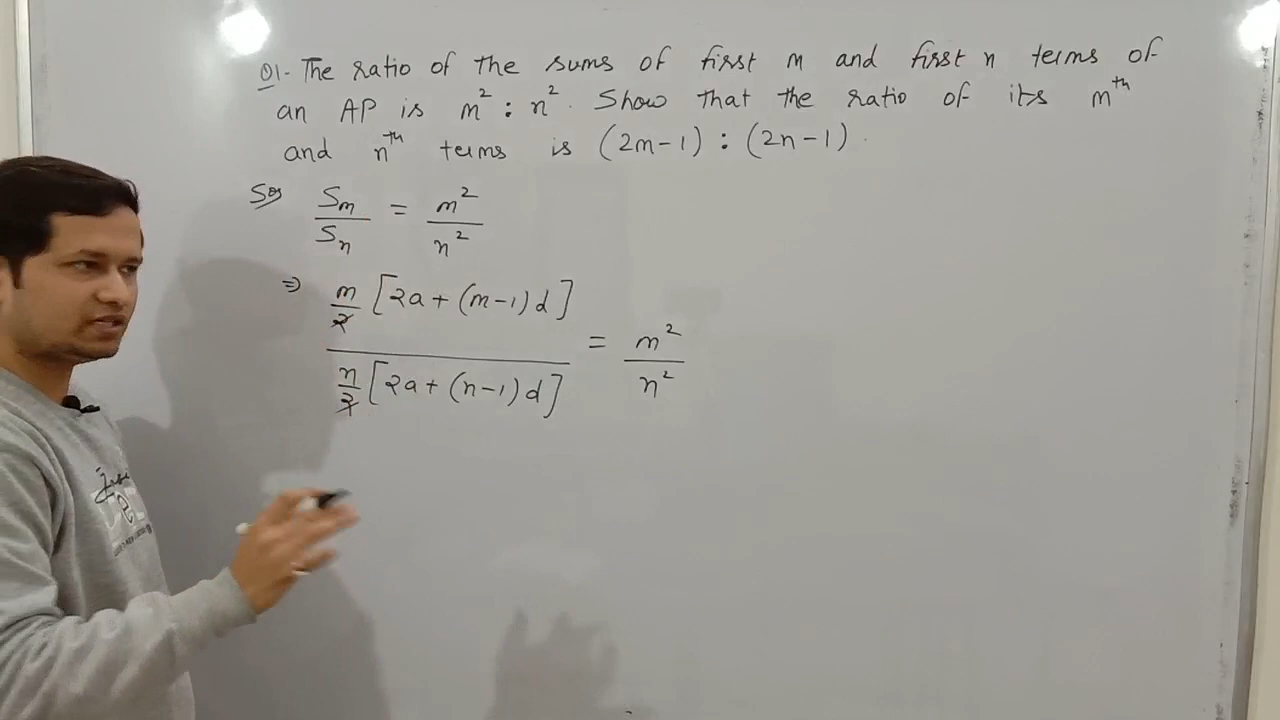 Q1- The ratio of the sums of first m and first n terms of
an AP is m² : n². Show that the ratio of its mᵗʰ
and nᵗʰ terms is (2m-1) : (2n-1).
Sol
Sm / Sn = m² / n²
⇒ m/2 [2a + (m-1)d] / n/2 [2a + (n-1)d] = m² / n²